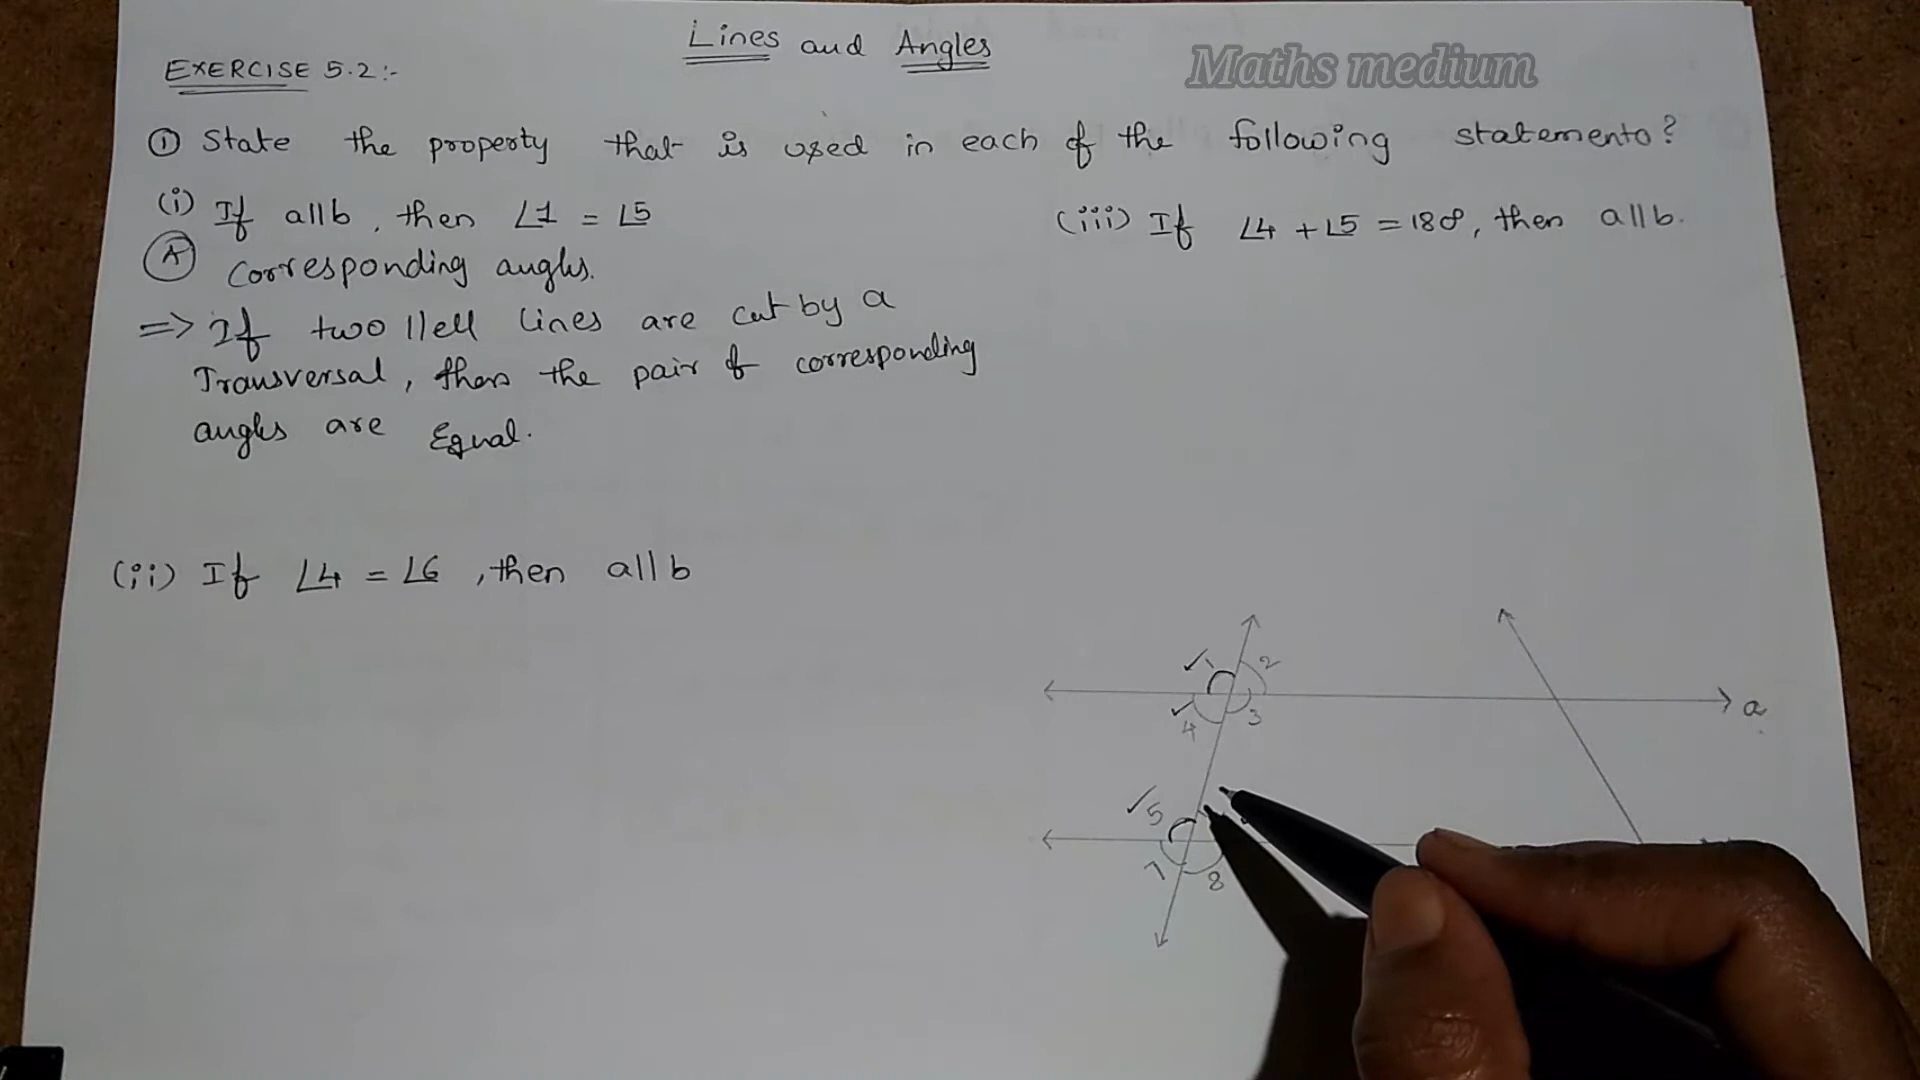 Lines and Angles
Maths medium
EXERCISE 5.2:-
① State the property that is used in each of the following statements?
(i) If a||b, then ∠1 = ∠5
Ⓐ Corresponding angles.
=> If two ||ell lines are cut by a
Transversal, then the pair of corresponding
angles are Equal.
(ii) If ∠4 = ∠6, then a||b
(iii) If ∠4 + ∠5 = 180, then a||b.
1 2
a
4 3
5
7 8